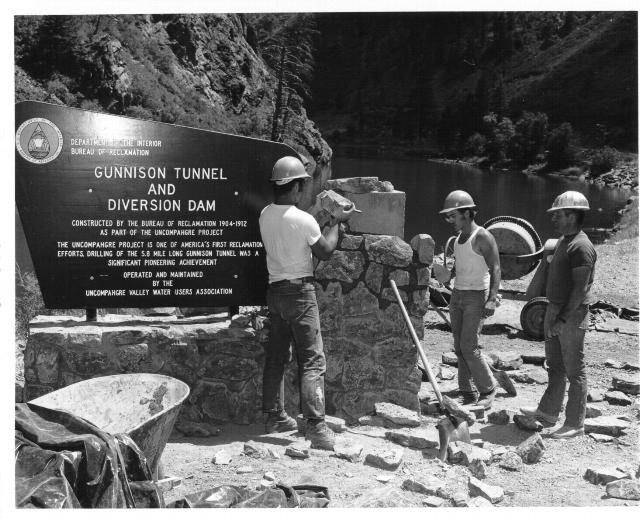 DEPARTMENT OF THE INTERIOR
BUREAU OF RECLAMATION
GUNNISON TUNNEL
AND
DIVERSION DAM
CONSTRUCTED BY THE BUREAU OF RECLAMATION 1904-1912
AS PART OF THE UNCOMPAHGRE PROJECT
THE UNCOMPAHGRE PROJECT IS ONE OF AMERICA'S FIRST RECLAMATION
EFFORTS. DRILLING OF THE 5.8 MILE LONG GUNNISON TUNNEL WAS A
SIGNIFICANT PIONEERING ACHIEVEMENT
OPERATED AND MAINTAINED
BY THE
UNCOMPAHGRE VALLEY WATER USERS ASSOCIATION